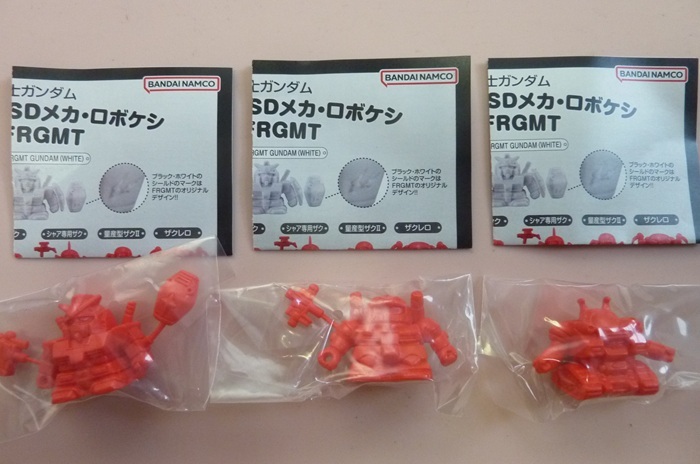 BANDAI NAMCO
士ガンダム
SDメカ・ロボケシ
FRGMT
RGMT GUNDAM (WHITE)
ブラック・ホワイトの
シールドのマークは
FRGMTのオリジナル
デザイン!!
ク
シャア専用ザク
量産型ザクII
ザクレロ
BANDAI NAMCO
士ガンダム
SDメカ・ロボケシ
FRGMT
RGMT GUNDAM (WHITE)
ブラック・ホワイトの
シールドのマークは
FRGMTのオリジナル
デザイン!!
ク
シャア専用ザク
量産型ザクII
ザクレロ
BANDAI NAMCO
士ガンダム
SDメカ・ロボケシ
FRGMT
RGMT GUNDAM (WHITE)
ブラック・ホワイトの
シールドのマークは
FRGMTのオリジナル
デザイン!!
ク
シャア専用ザク
量産型ザクII
ザクレロ